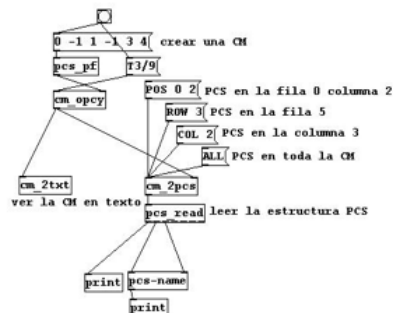 0 -1 1 -1 3 4 crear una CM
pcs_pf T3/9
cm_opcy
POS 0 2 PCS en la fila 0 columna 2
ROW 3 PCS en la fila 5
COL 2 PCS en la columna 3
ALL PCS en toda la CM
cm_2txt cm_2pcs
ver la CM en texto
pcs_read leer la estructura PCS
print pcs-name
print